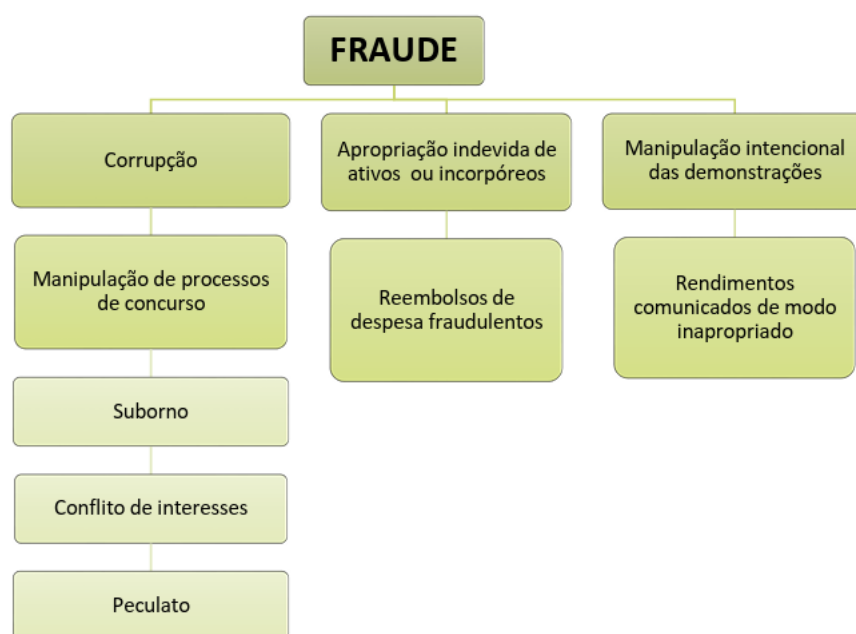 FRAUDE
Corrupção
Apropriação indevida de
ativos ou incorpóreos
Manipulação intencional
das demonstrações
Manipulação de processos
de concurso
Reembolsos de
despesa fraudulentos
Rendimentos
comunicados de modo
inapropriado
Suborno
Conflito de interesses
Peculato